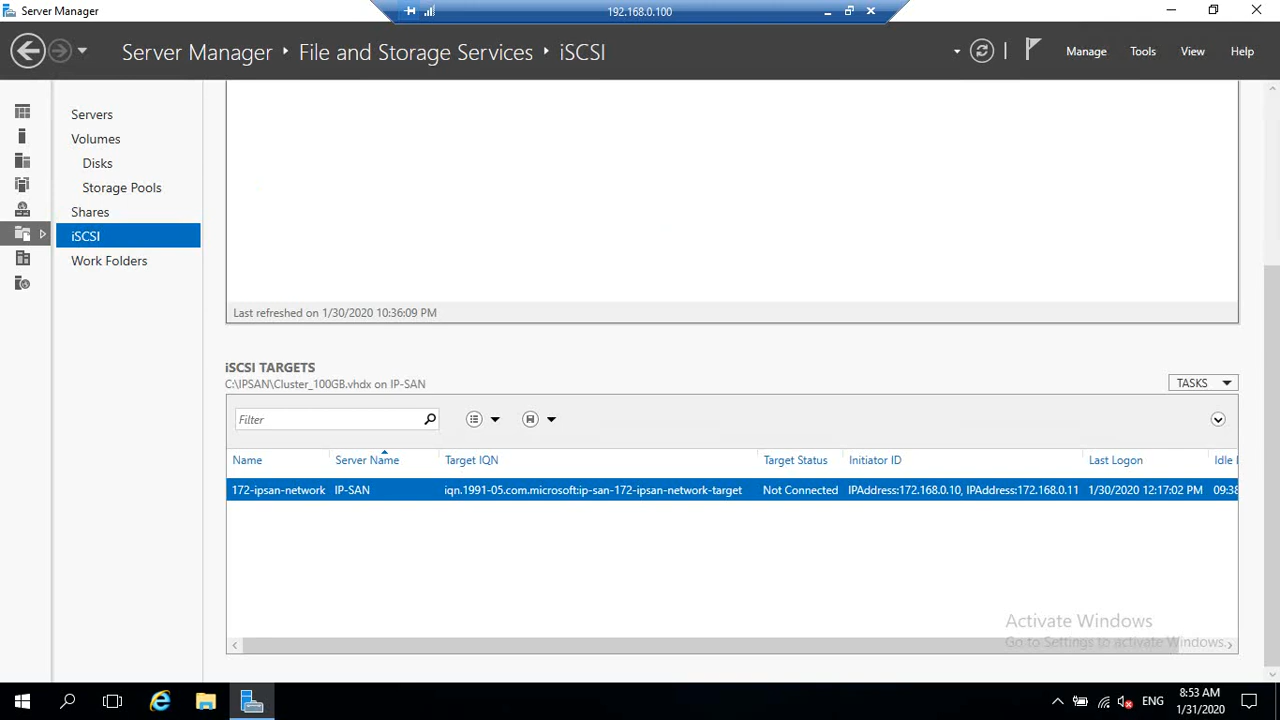 Server Manager
192.168.0.100
Server Manager
File and Storage Services
iSCSI
Manage
Tools
View
Help
Servers
Volumes
Disks
Storage Pools
Shares
iSCSI
Work Folders
Last refreshed on 1/30/2020 10:36:09 PM
iSCSI TARGETS
C:\IPSAN\Cluster_100GB.vhdx on IP-SAN
TASKS
Filter
Name Server Name Target IQN Target Status Initiator ID Last Logon Idle
172-ipsan-network IP-SAN iqn.1991-05.com.microsoft:ip-san-172-ipsan-network-target Not Connected IPAddress:172.168.0.10, IPAddress:172.168.0.11 1/30/2020 12:17:02 PM 09:38
Activate Windows
Go to Settings to activate Windows.
ENG
8:53 AM
1/31/2020